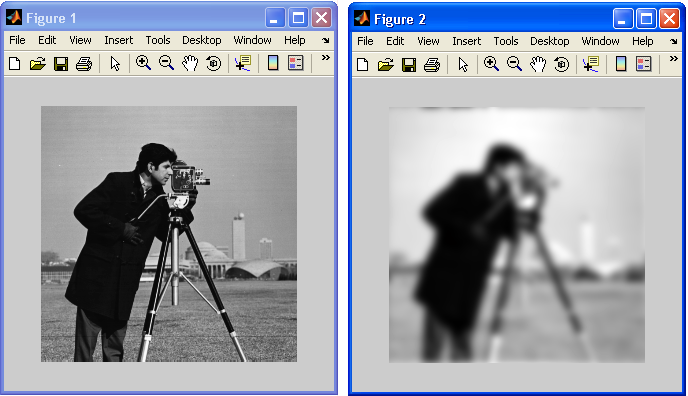 Figure 1
File Edit View Insert Tools Desktop Window Help
Figure 2
File Edit View Insert Tools Desktop Window Help